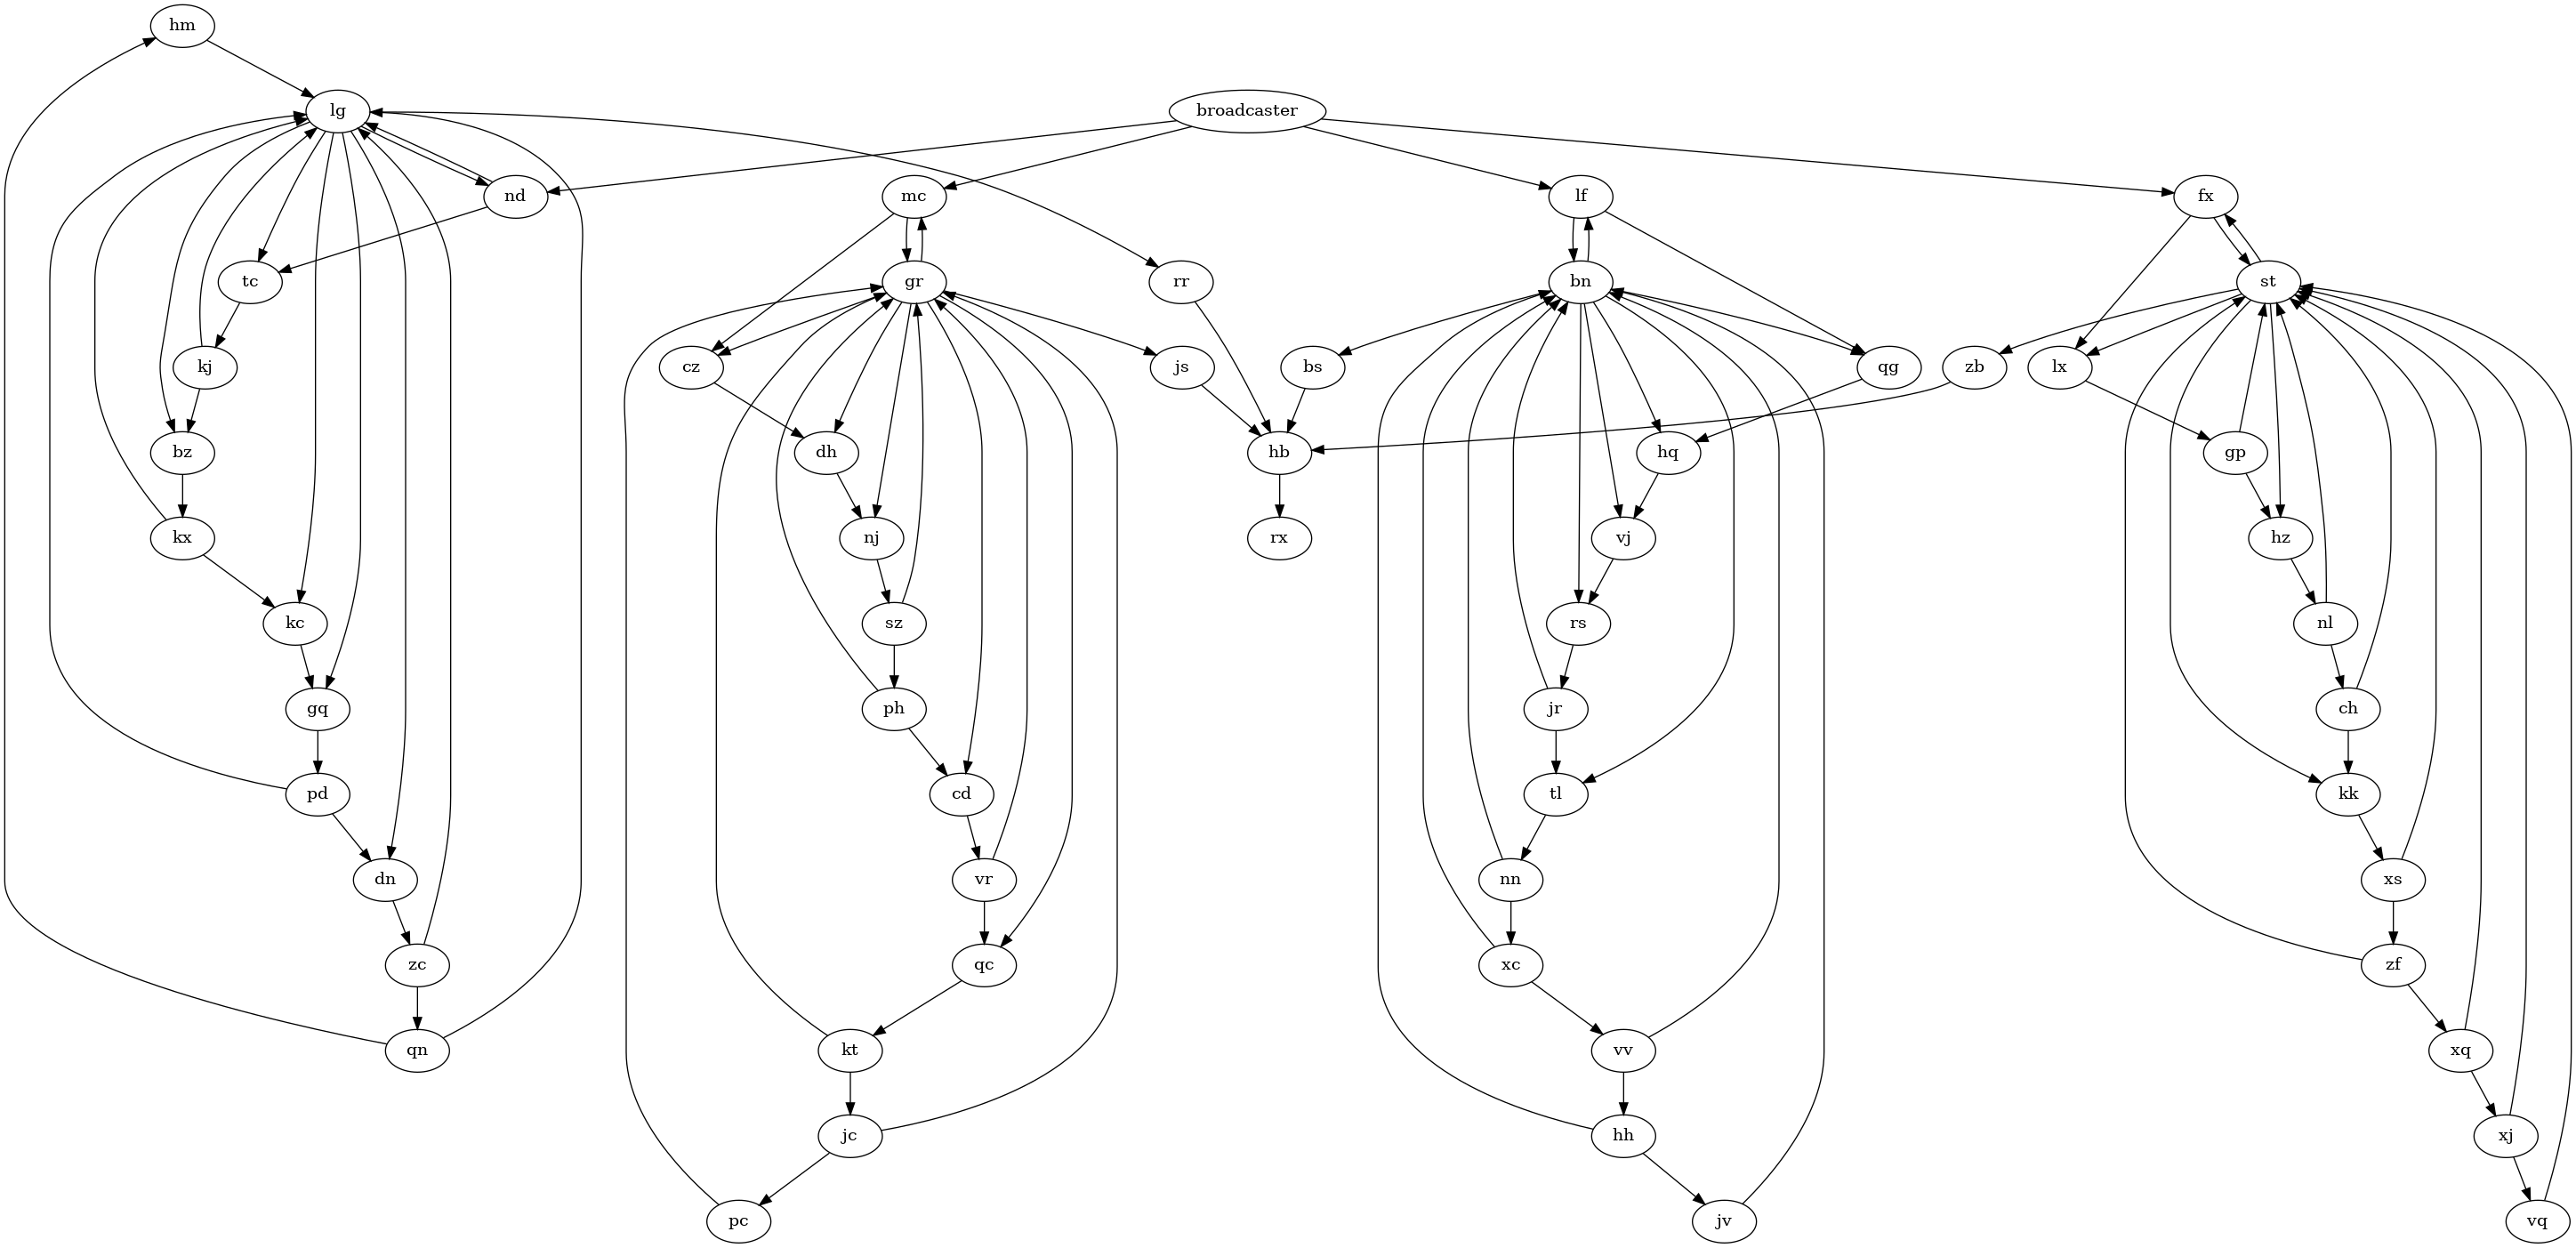 hm
lg
broadcaster
nd
mc
lf
fx
tc
gr
rr
bn
st
kj
cz
js
bs
qg
zb
lx
bz
dh
hb
hq
gp
kx
nj
rx
vj
hz
kc
sz
rs
nl
gq
ph
jr
ch
pd
cd
tl
kk
dn
vr
nn
xs
zc
qc
xc
zf
qn
kt
vv
xq
jc
hh
xj
pc
jv
vq